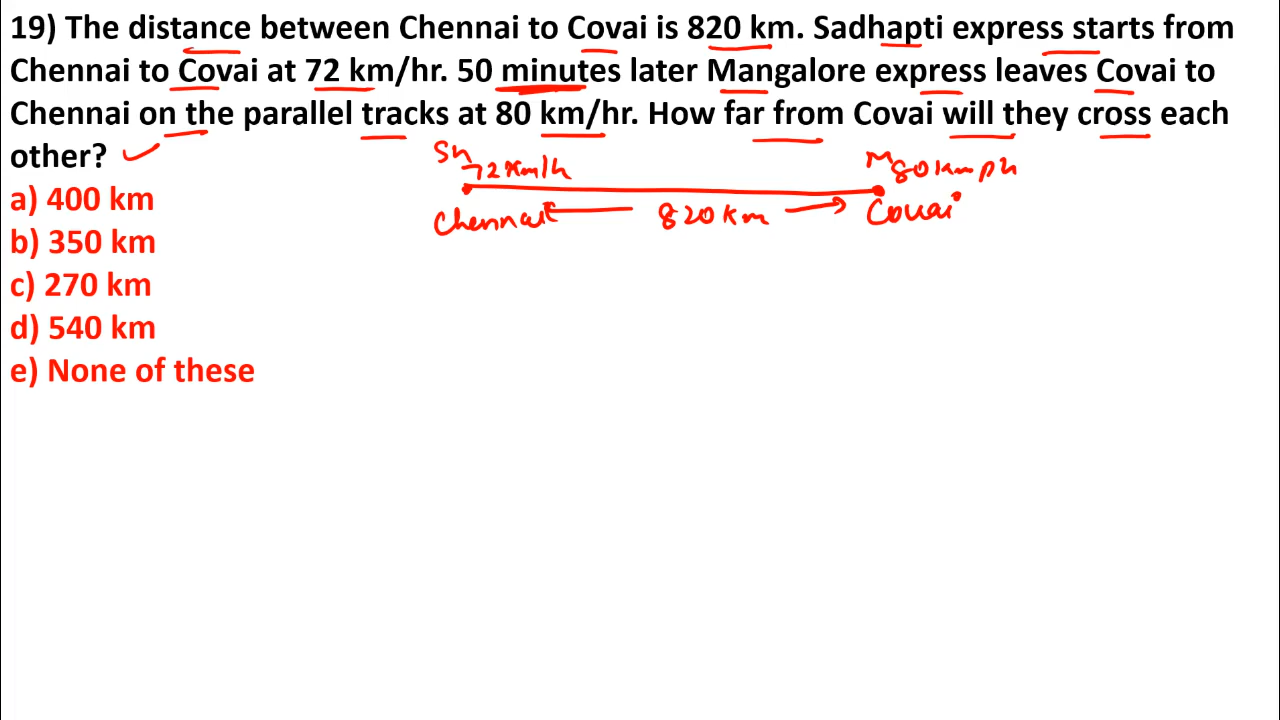 19) The distance between Chennai to Covai is 820 km. Sadhapti express starts from
Chennai to Covai at 72 km/hr. 50 minutes later Mangalore express leaves Covai to
Chennai on the parallel tracks at 80 km/hr. How far from Covai will they cross each
other?
Sh 72 km/h
M 80 kmph
Chennai 820 km Covai
a) 400 km
b) 350 km
c) 270 km
d) 540 km
e) None of these